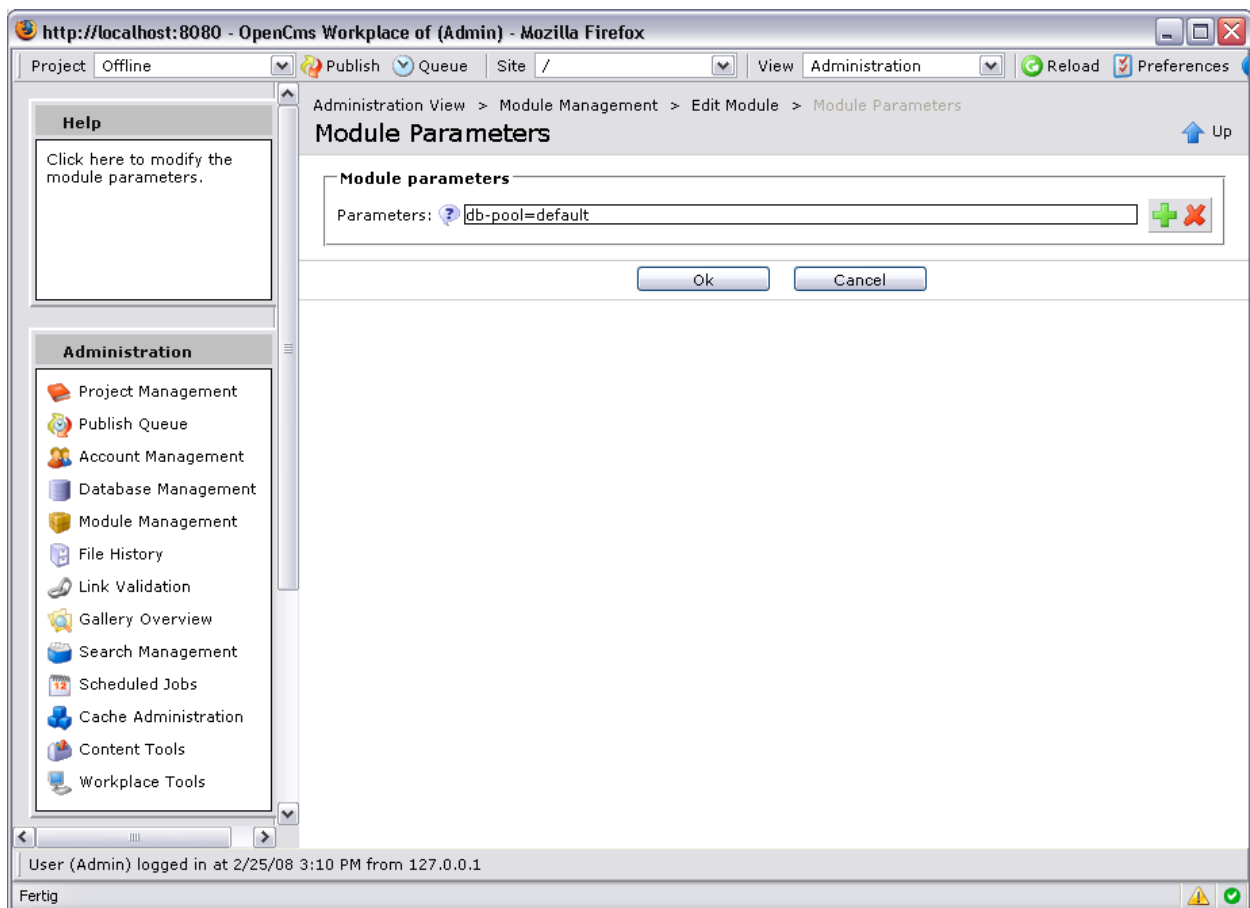 http://localhost:8080 - OpenCms Workplace of (Admin) - Mozilla Firefox
Project Offline Publish Queue Site / View Administration Reload Preferences
Help
Click here to modify the
module parameters.
Administration View > Module Management > Edit Module > Module Parameters
Module Parameters
Up
Module parameters
Parameters: ? db-pool=default
Ok Cancel
Administration
Project Management
Publish Queue
Account Management
Database Management
Module Management
File History
Link Validation
Gallery Overview
Search Management
12
Scheduled Jobs
Cache Administration
Content Tools
Workplace Tools
User (Admin) logged in at 2/25/08 3:10 PM from 127.0.0.1
Fertig